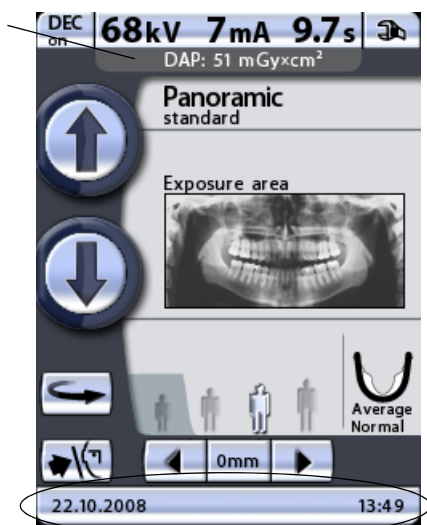 DEC on 68kV 7mA 9.7s
DAP: 51 mGy×cm²
Panoramic
standard
Exposure area
Average
Normal
0mm
22.10.2008 13:49